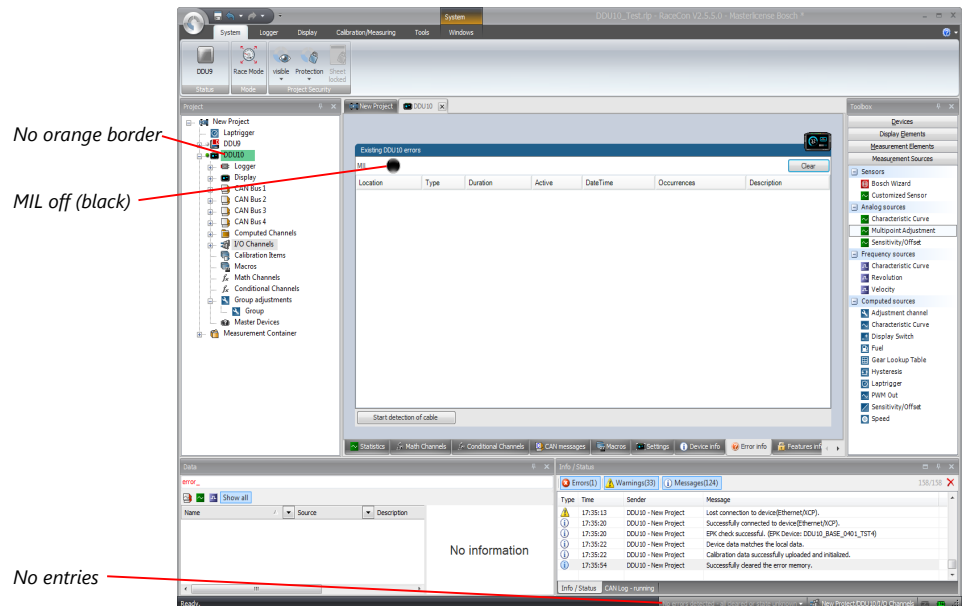 System
DDU10_Test.rp - RaceCon V2.5.5.0 - Masterlicense Bosch *
System Logger Display Calibration/Measuring Tools Windows
DDU9 Race Mode visible Protection Sheet locked
Status Mode Project Security
Project
New Project
Laptrigger
DDU9
DDU10
Logger
Display
CAN Bus 1
CAN Bus 2
CAN Bus 3
CAN Bus 4
Computed Channels
I/O Channels
Calibration Items
Macros
Math Channels
Conditional Channels
Group adjustments
Group
Master Devices
Measurement Container
No orange border
MIL off (black)
No entries
New Project DDU10
Existing DDU10 errors
MIL Clear
Location Type Duration Active DateTime Occurrences Description
Start detection of cable
Statistics Math Channels Conditional Channels CAN messages Macros Settings Device info Error info Features inf
Toolbox
Devices
Display Elements
Measurement Elements
Measurement Sources
Sensors
Bosch Wizard
Customized Sensor
Analog sources
Characteristic Curve
Multipoint Adjustment
Sensitivity/Offset
Frequency sources
Characteristic Curve
Revolution
Velocity
Computed sources
Adjustment channel
Characteristic Curve
Display Switch
Fuel
Gear Lookup Table
Hysteresis
Laptrigger
PWM Out
Sensitivity/Offset
Speed
Data
error_
Show all
Name Source Description
No information
Info / Status
Errors(1) Warnings(33) Messages(124) 158/158
Type Time Sender Message
17:35:13 DDU10 - New Project Lost connection to device(Ethernet/XCP).
17:35:20 DDU10 - New Project Successfully connected to device(Ethernet/XCP).
17:35:20 DDU10 - New Project EPK check successful. (EPK Device: DDU10_BASE_0401_TST4)
17:35:22 DDU10 - New Project Device data matches the local data.
17:35:22 DDU10 - New Project Calibration data successfully uploaded and initialized.
17:35:54 DDU10 - New Project Successfully cleared the error memory.
Info / Status CAN Log - running
Ready.
New Project/DDU10/I/O Channels